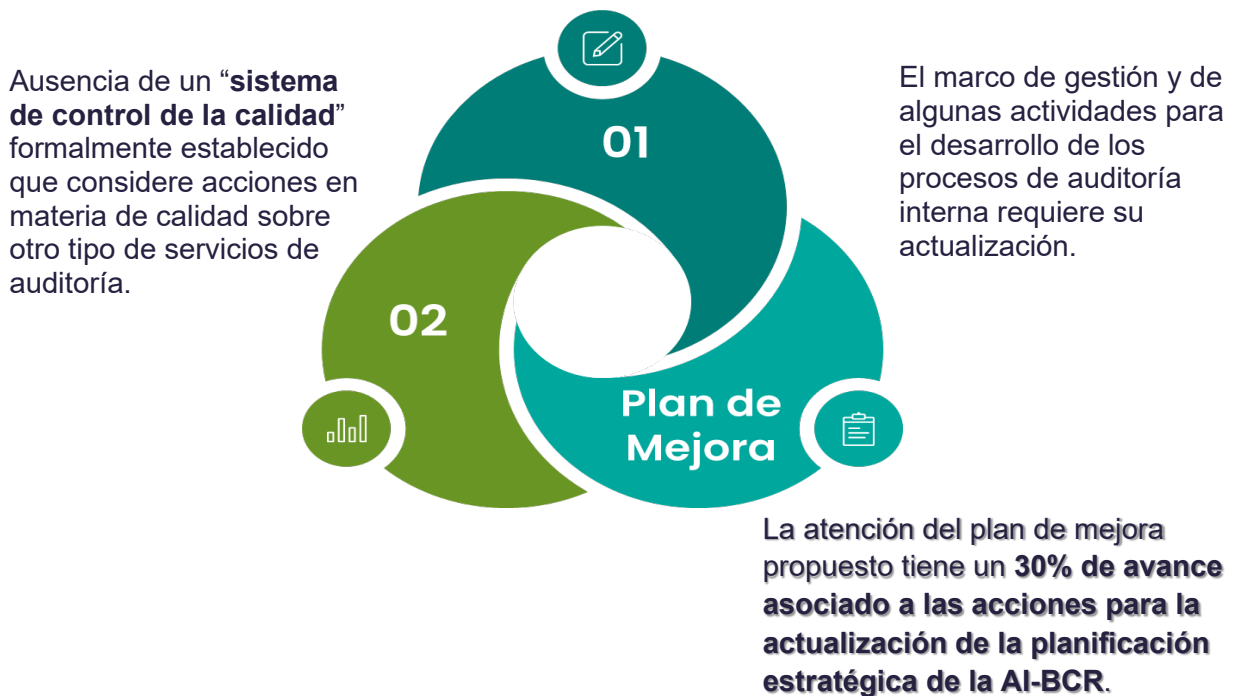 Ausencia de un “sistema
de control de la calidad”
formalmente establecido
que considere acciones en
materia de calidad sobre
otro tipo de servicios de
auditoría.
01
El marco de gestión y de
algunas actividades para
el desarrollo de los
procesos de auditoría
interna requiere su
actualización.
02
Plan de
Mejora
La atención del plan de mejora
propuesto tiene un 30% de avance
asociado a las acciones para la
actualización de la planificación
estratégica de la AI-BCR.